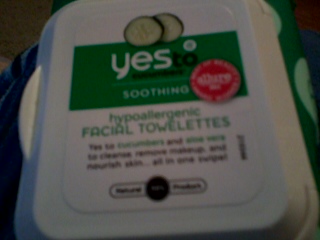 yes to
SOOTHING
allure
hypoallergenic
FACIAL TOWELETTES
Yes to cucumbers and aloe vera
to cleanse remove makeup, and
nourish skin... all in one swipe!
Natural Product